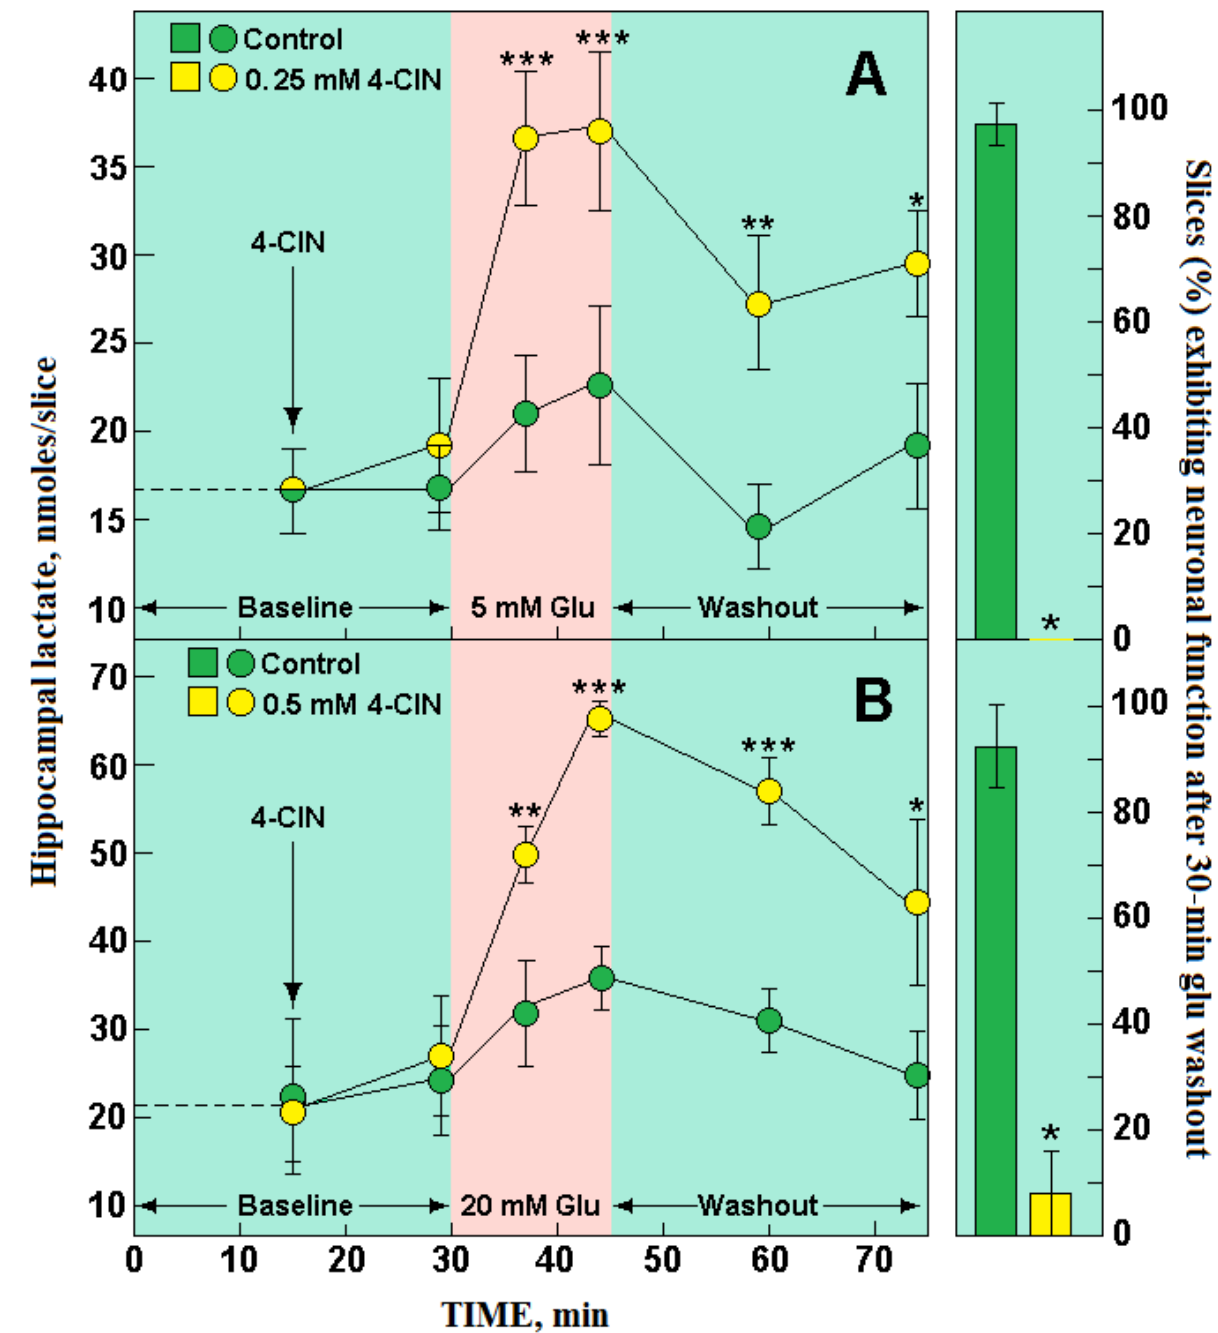 Control
0.25 mM 4-CIN
***
***
A
40
35
30
25
20
15
10
4-CIN
**
*
Baseline
5 mM Glu
Washout
100
80
60
40
20
0
*
Control
0.5 mM 4-CIN
***
B
70
60
50
40
30
20
10
4-CIN
**
***
*
Baseline
20 mM Glu
Washout
100
80
60
40
20
0
*
0 10 20 30 40 50 60 70
TIME, min
Hippocampal lactate, nmoles/slice
Slices (%) exhibiting neuronal function after 30-min glu washout